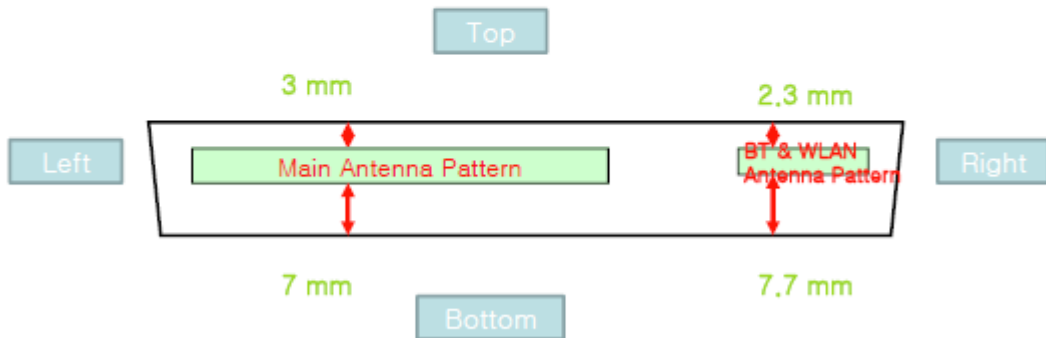 Top
3 mm
2.3 mm
Left
Main Antenna Pattern
BT & WLAN
Antenna Pattern
Right
7 mm
7.7 mm
Bottom